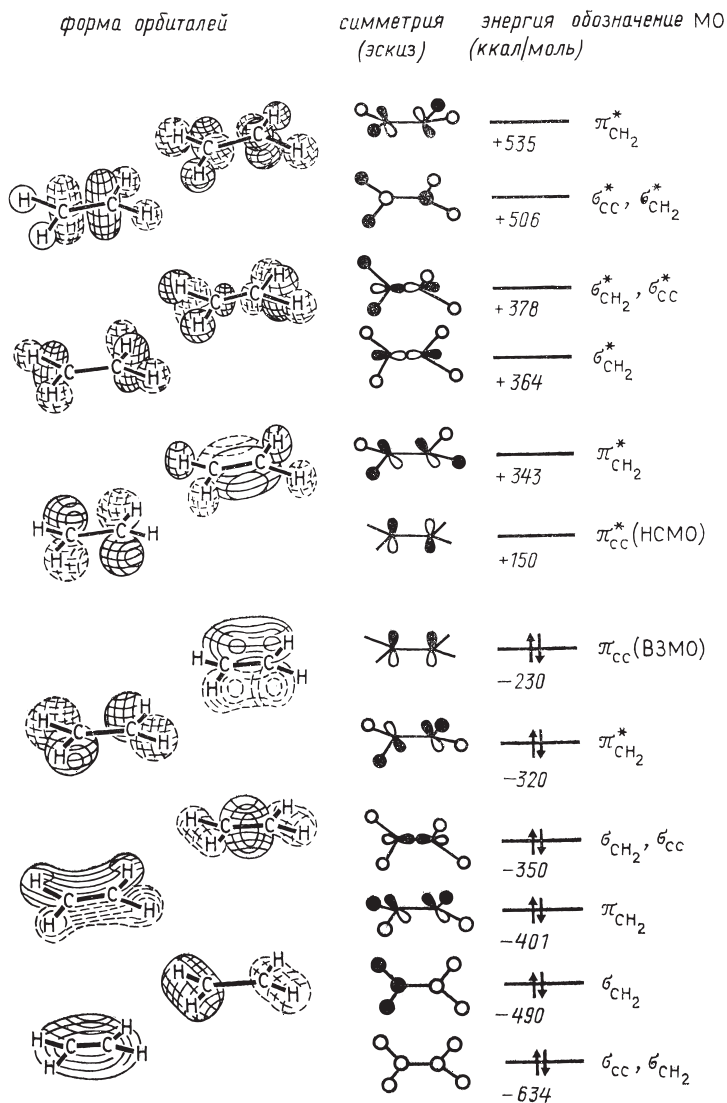 форма орбиталей симметрия энергия обозначение МО
(эскиз) (ккал/моль)
H H C C H H
+535 π*CH₂
H H C C H H
+506 σ*CC, σ*CH₂
H H C C H H
+378 σ*CH₂, σ*CC
H H C C H H
+364 σ*CH₂
H H C C H H
+343 π*CH₂
H H C C H H
+150 π*CC (НСМО)
H H C C H H
−230 πCC (ВЗМО)
H H C C H H
−320 π*CH₂
H H C C H H
−350 σCH₂, σCC
H H C C H H
−401 πCH₂
H H C C H H
−490 σCH₂
H H C C H H
−634 σCC, σCH₂